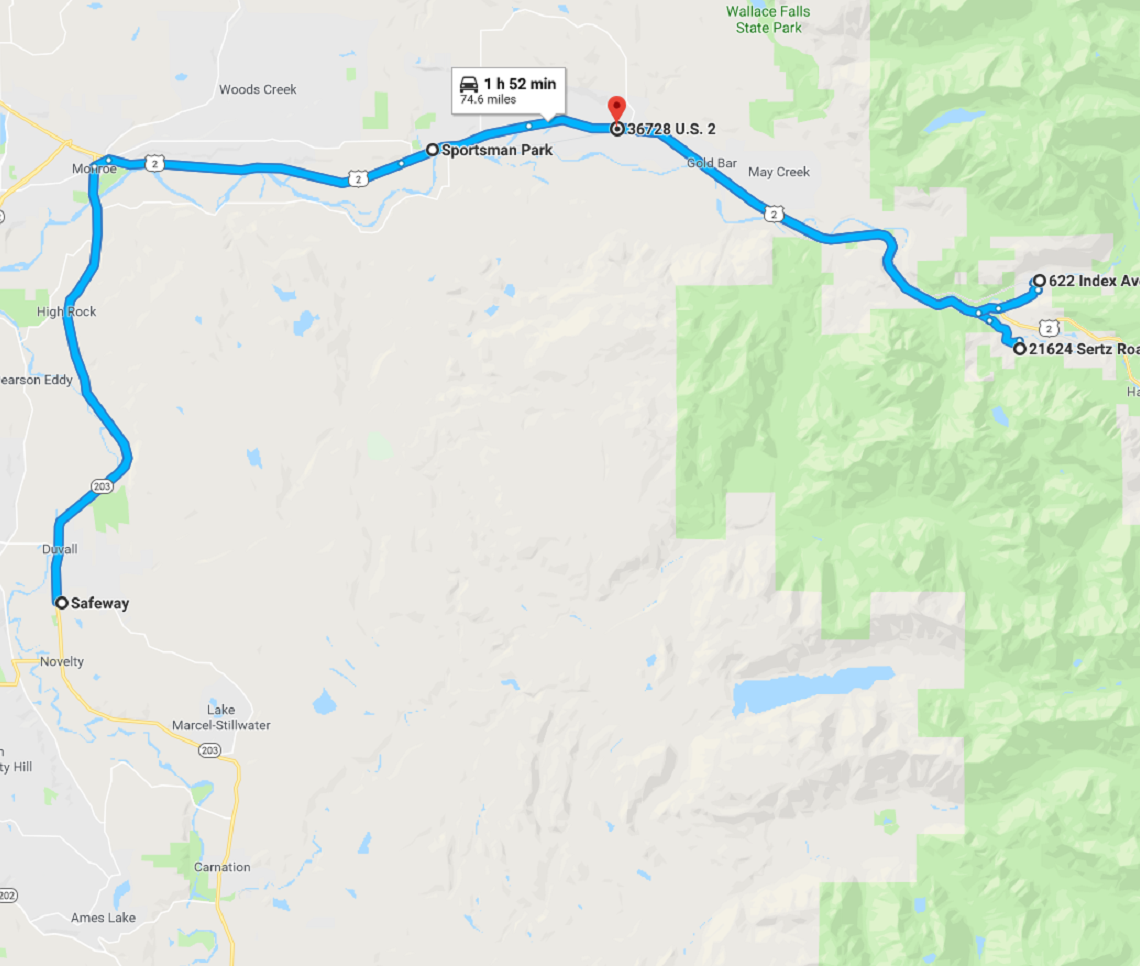 Wallace Falls
State Park
Woods Creek
1 h 52 min
74.6 miles
36728 U.S. 2
Sportsman Park
Monroe
2
2
Gold Bar
May Creek
2
622 Index Av
High Rock
2
21624 Sertz Roa
earson Eddy
Ha
203
Duvall
Safeway
Novelty
Lake
Marcel-Stillwater
203
ty Hill
Carnation
202
Ames Lake